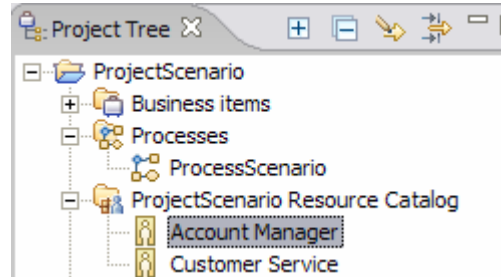 Project Tree
ProjectScenario
Business items
Processes
ProcessScenario
ProjectScenario Resource Catalog
Account Manager
Customer Service